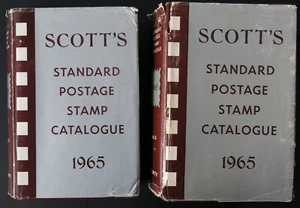 SCOTT'S
STANDARD
POSTAGE
STAMP
CATALOGUE
1965
SCOTT'S
STANDARD
POSTAGE
STAMP
CATALOGUE
1965